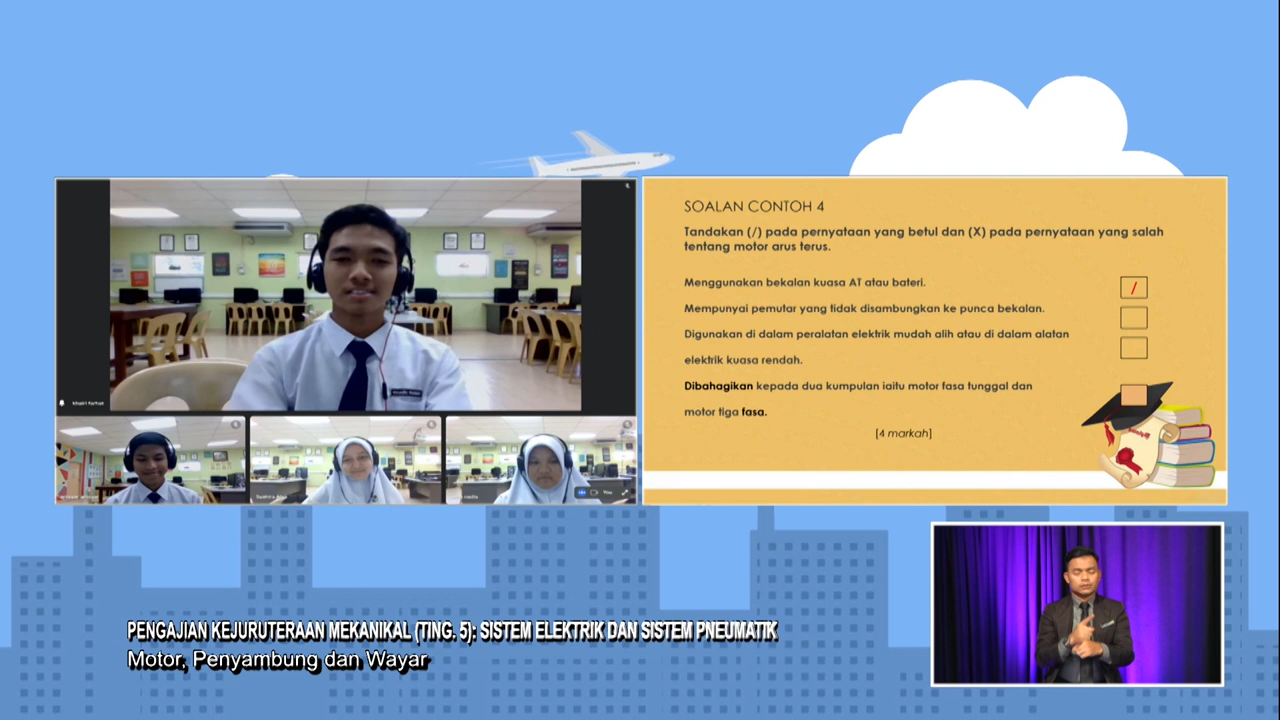 SOALAN CONTOH 4
Tandakan (/) pada pernyataan yang betul dan (X) pada pernyataan yang salah
tentang motor arus terus.
Menggunakan bekalan kuasa AT atau bateri.
/
Mempunyai pemutar yang tidak disambungkan ke punca bekalan.
Digunakan di dalam peralatan elektrik mudah alih atau di dalam alatan
elektrik kuasa rendah.
Dibahagikan kepada dua kumpulan iaitu motor fasa tunggal dan
motor tiga fasa.
[4 markah]
You
PENGAJIAN KEJURUTERAAN MEKANIKAL (TING. 5): SISTEM ELEKTRIK DAN SISTEM PNEUMATIK
Motor, Penyambung dan Wayar